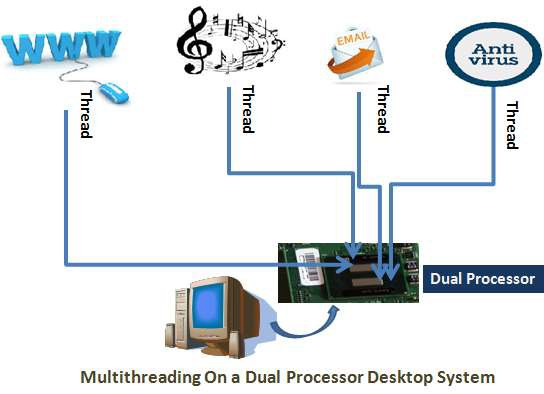 WWW
EMAIL
Anti
virus
Thread
Thread
Thread
Thread
Dual Processor
Multithreading On a Dual Processor Desktop System